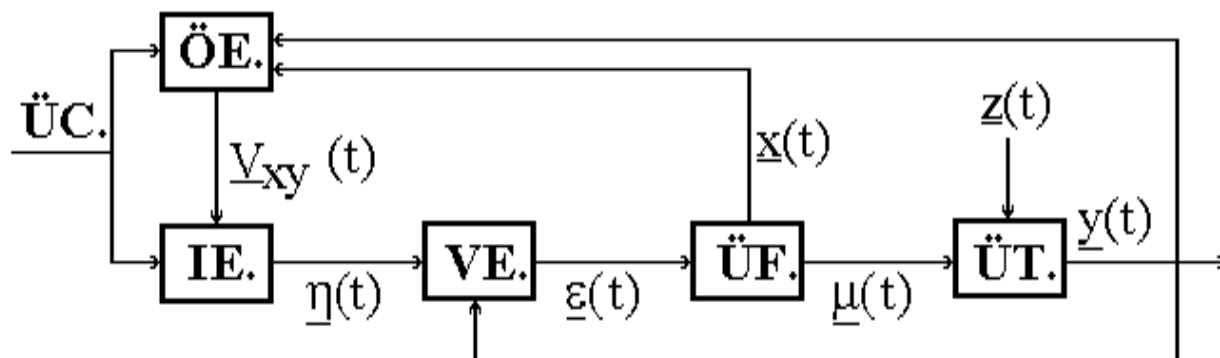 ÖE.
ÜC.
z(t)
V_xy (t)
x(t)
y(t)
IE.
VE.
ÜF.
ÜT.
η(t)
ε(t)
μ(t)